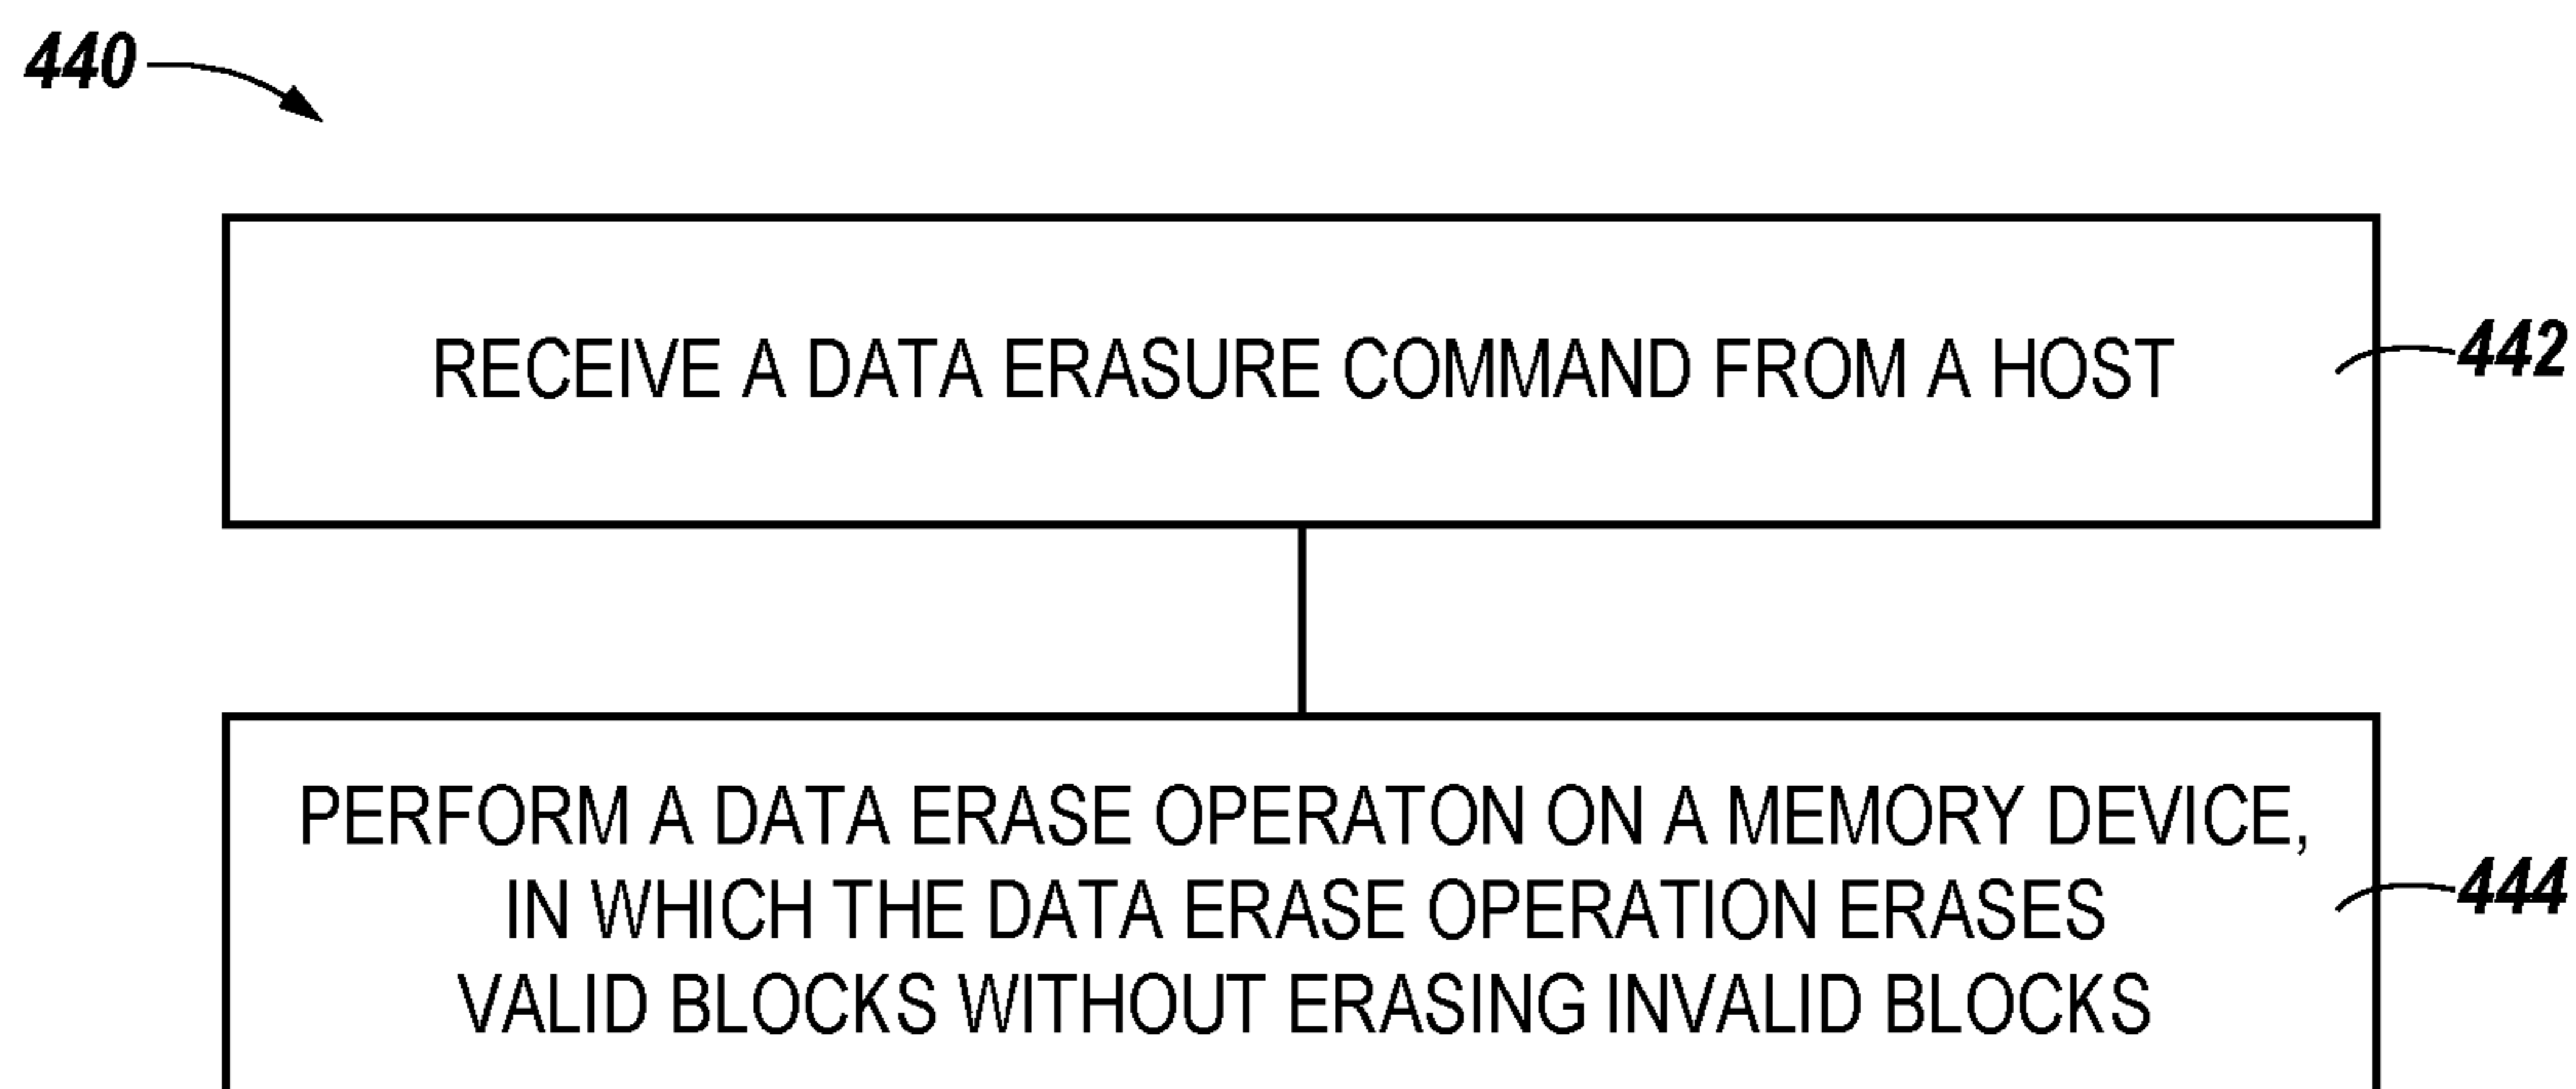 440
RECEIVE A DATA ERASURE COMMAND FROM A HOST
442
PERFORM A DATA ERASE OPERATON ON A MEMORY DEVICE,
IN WHICH THE DATA ERASE OPERATION ERASES
VALID BLOCKS WITHOUT ERASING INVALID BLOCKS
444